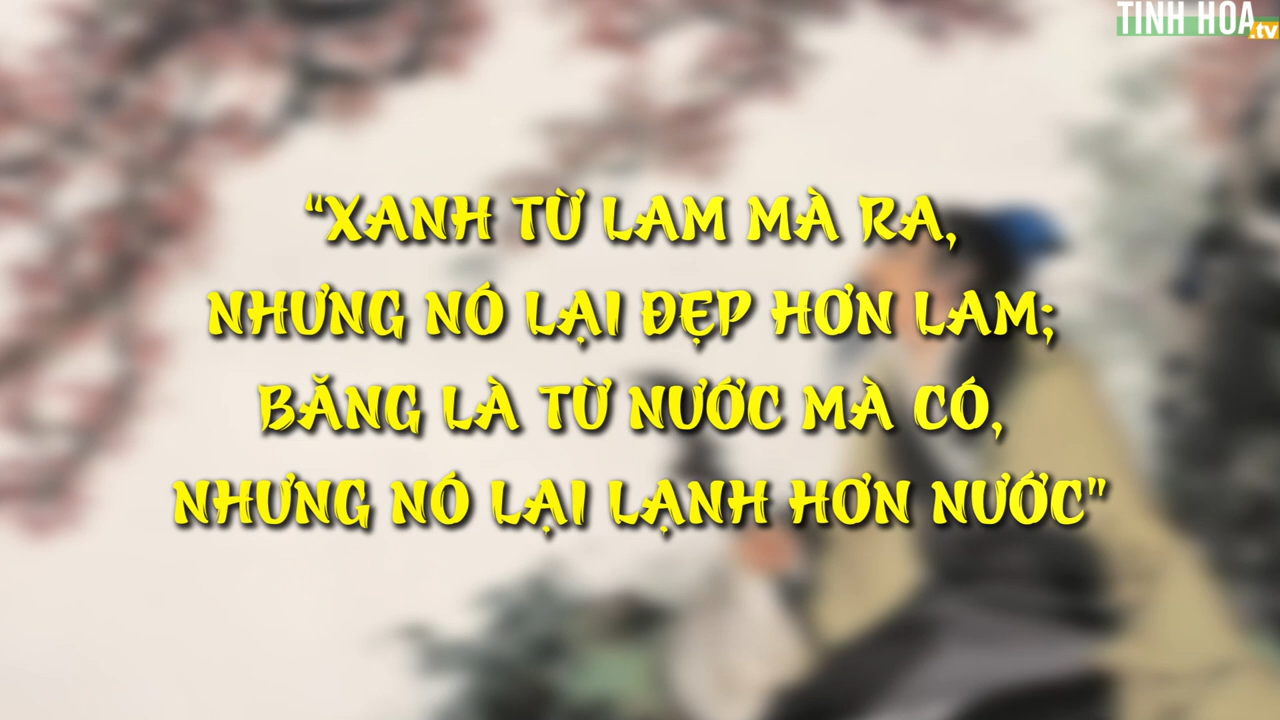 TINH HOA
.tv
“XANH TỪ LAM MÀ RA,
NHƯNG NÓ LẠI ĐẸP HƠN LAM;
BĂNG LÀ TỪ NƯỚC MÀ CÓ,
NHƯNG NÓ LẠI LẠNH HƠN NƯỚC"